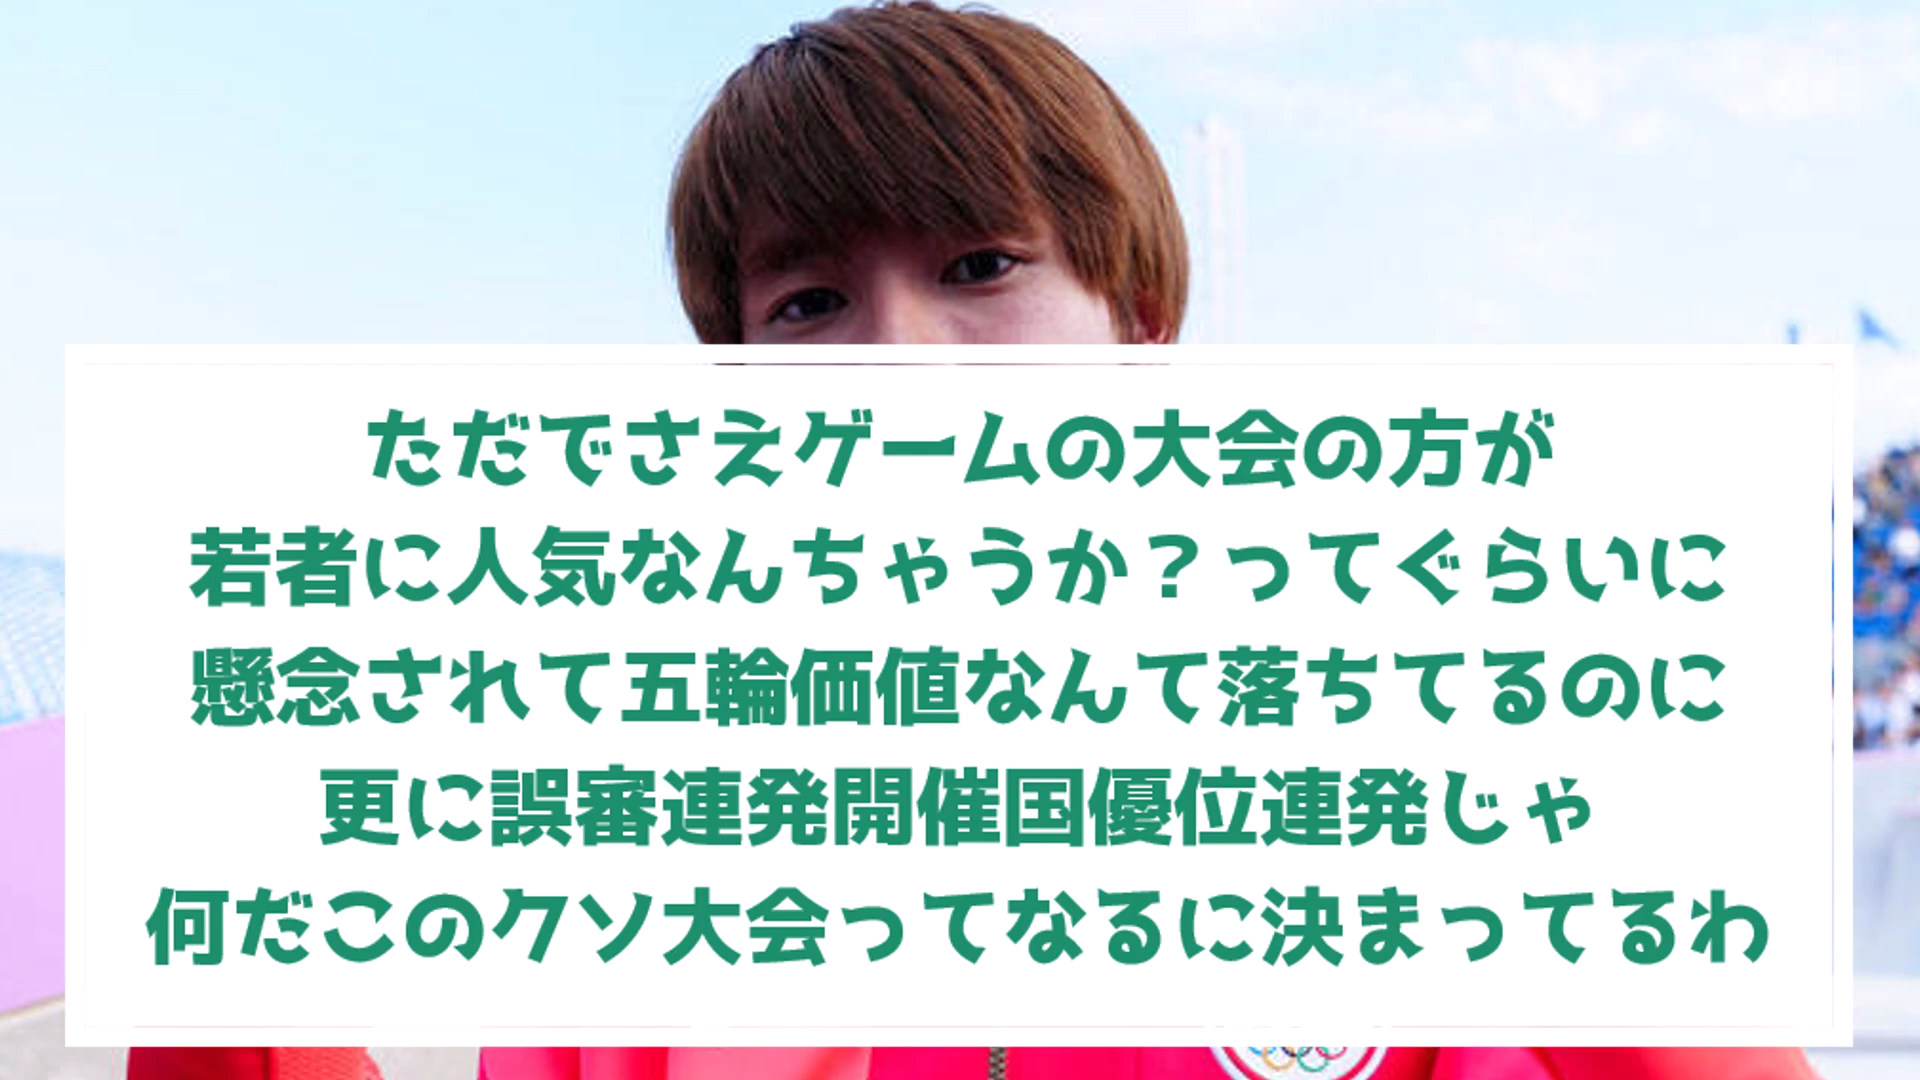 ただでさえゲームの大会の方が
若者に人気なんちゃうか？ってぐらいに
懸念されて五輪価値なんて落ちてるのに
更に誤審連発開催国優位連発じゃ
何だこのクソ大会ってなるに決まってるわ